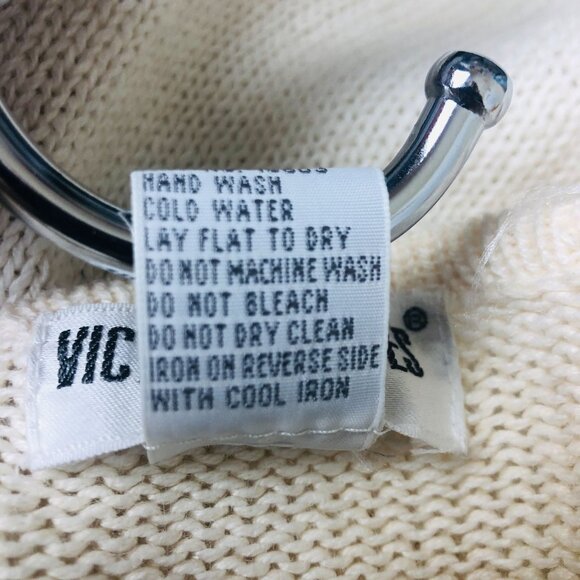 HAND WASH
COLD WATER
LAY FLAT TO DRY
DO NOT MACHINE WASH
DO NOT BLEACH
DO NOT DRY CLEAN
IRON ON REVERSE SIDE
WITH COOL IRON
VIC ES®